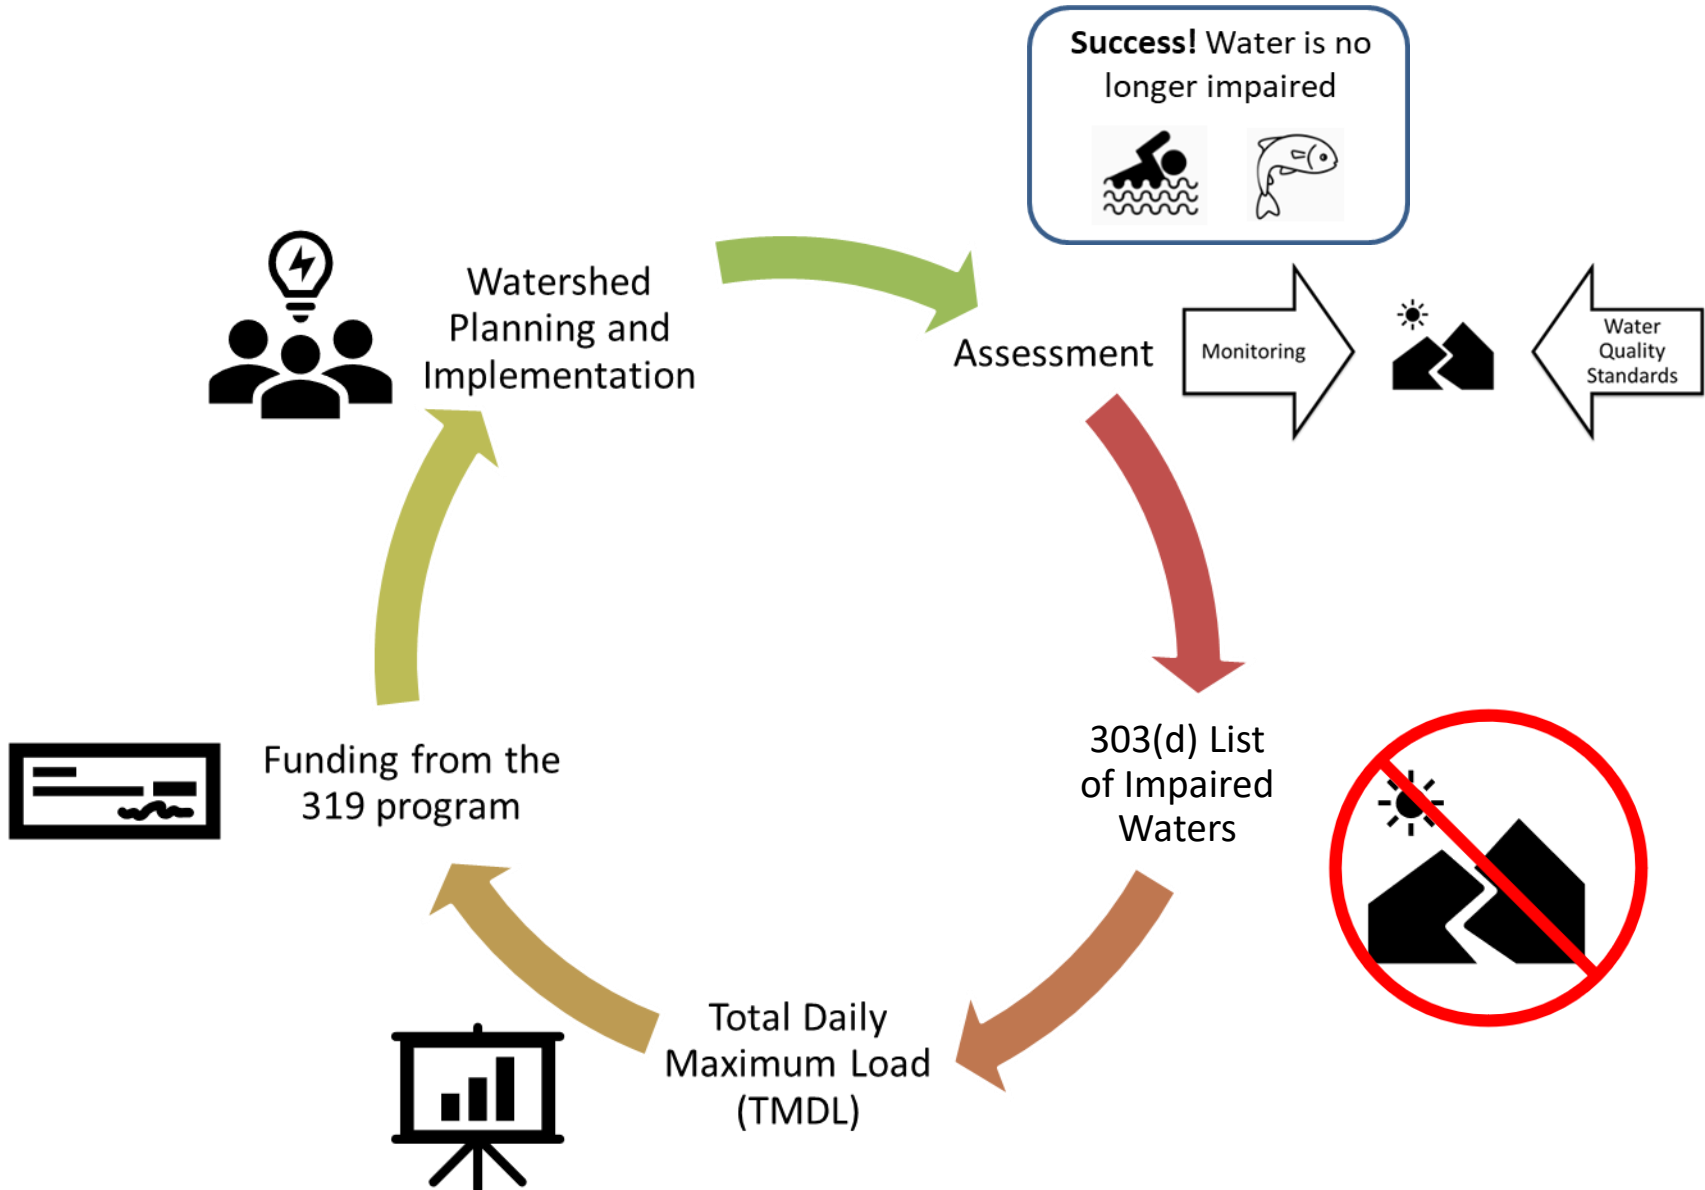 Success! Water is no
longer impaired
Watershed
Planning and
Implementation
Assessment
Monitoring
Water
Quality
Standards
303(d) List
of Impaired
Waters
Total Daily
Maximum Load
(TMDL)
Funding from the
319 program